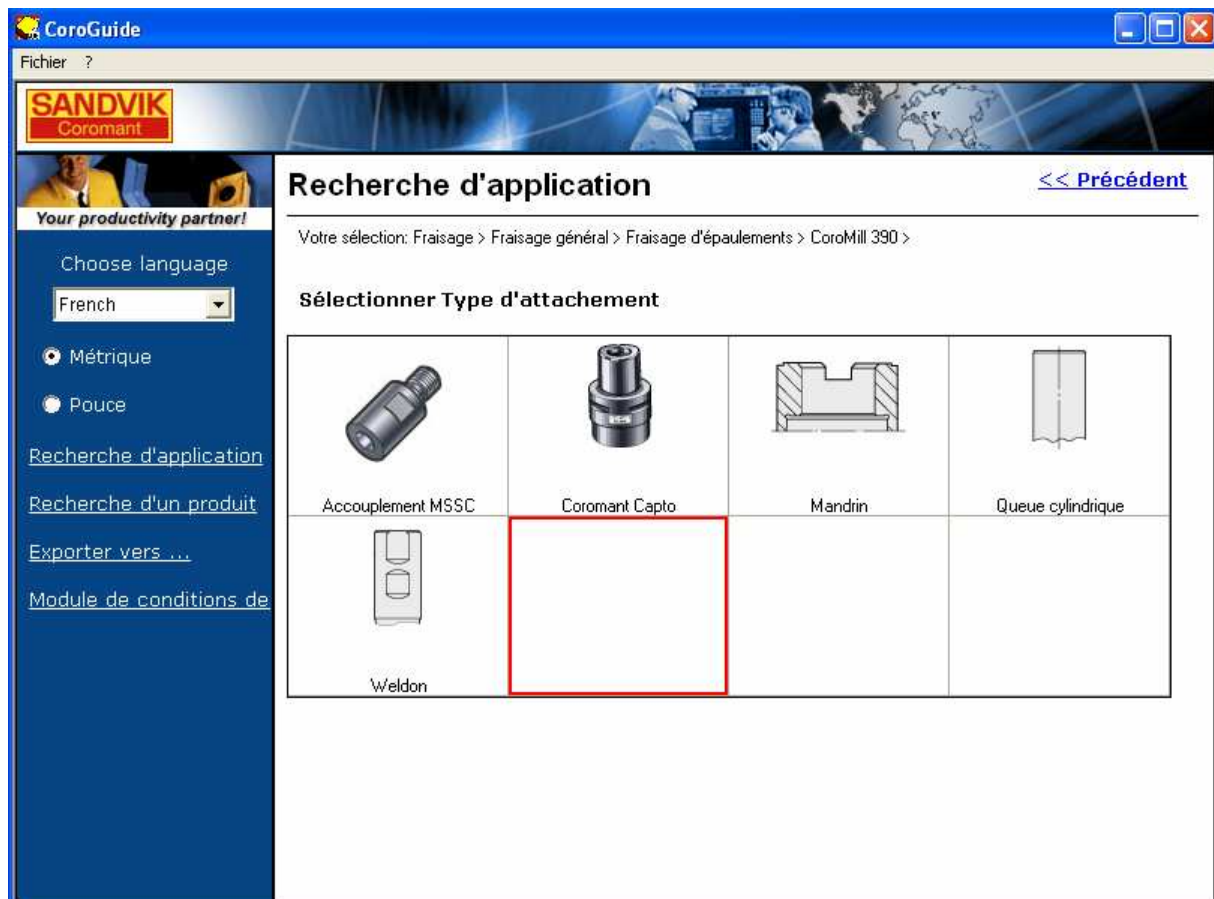 CoroGuide
Fichier ?
SANDVIK
Coromant
Your productivity partner!
Choose language
French
Métrique
Pouce
Recherche d'application
Recherche d'un produit
Exporter vers ...
Module de conditions de
Recherche d'application
<< Précédent
Votre sélection: Fraisage > Fraisage général > Fraisage d'épaulements > CoroMill 390 >
Sélectionner Type d'attachement
Accouplement MSSC
Coromant Capto
Mandrin
Queue cylindrique
Weldon